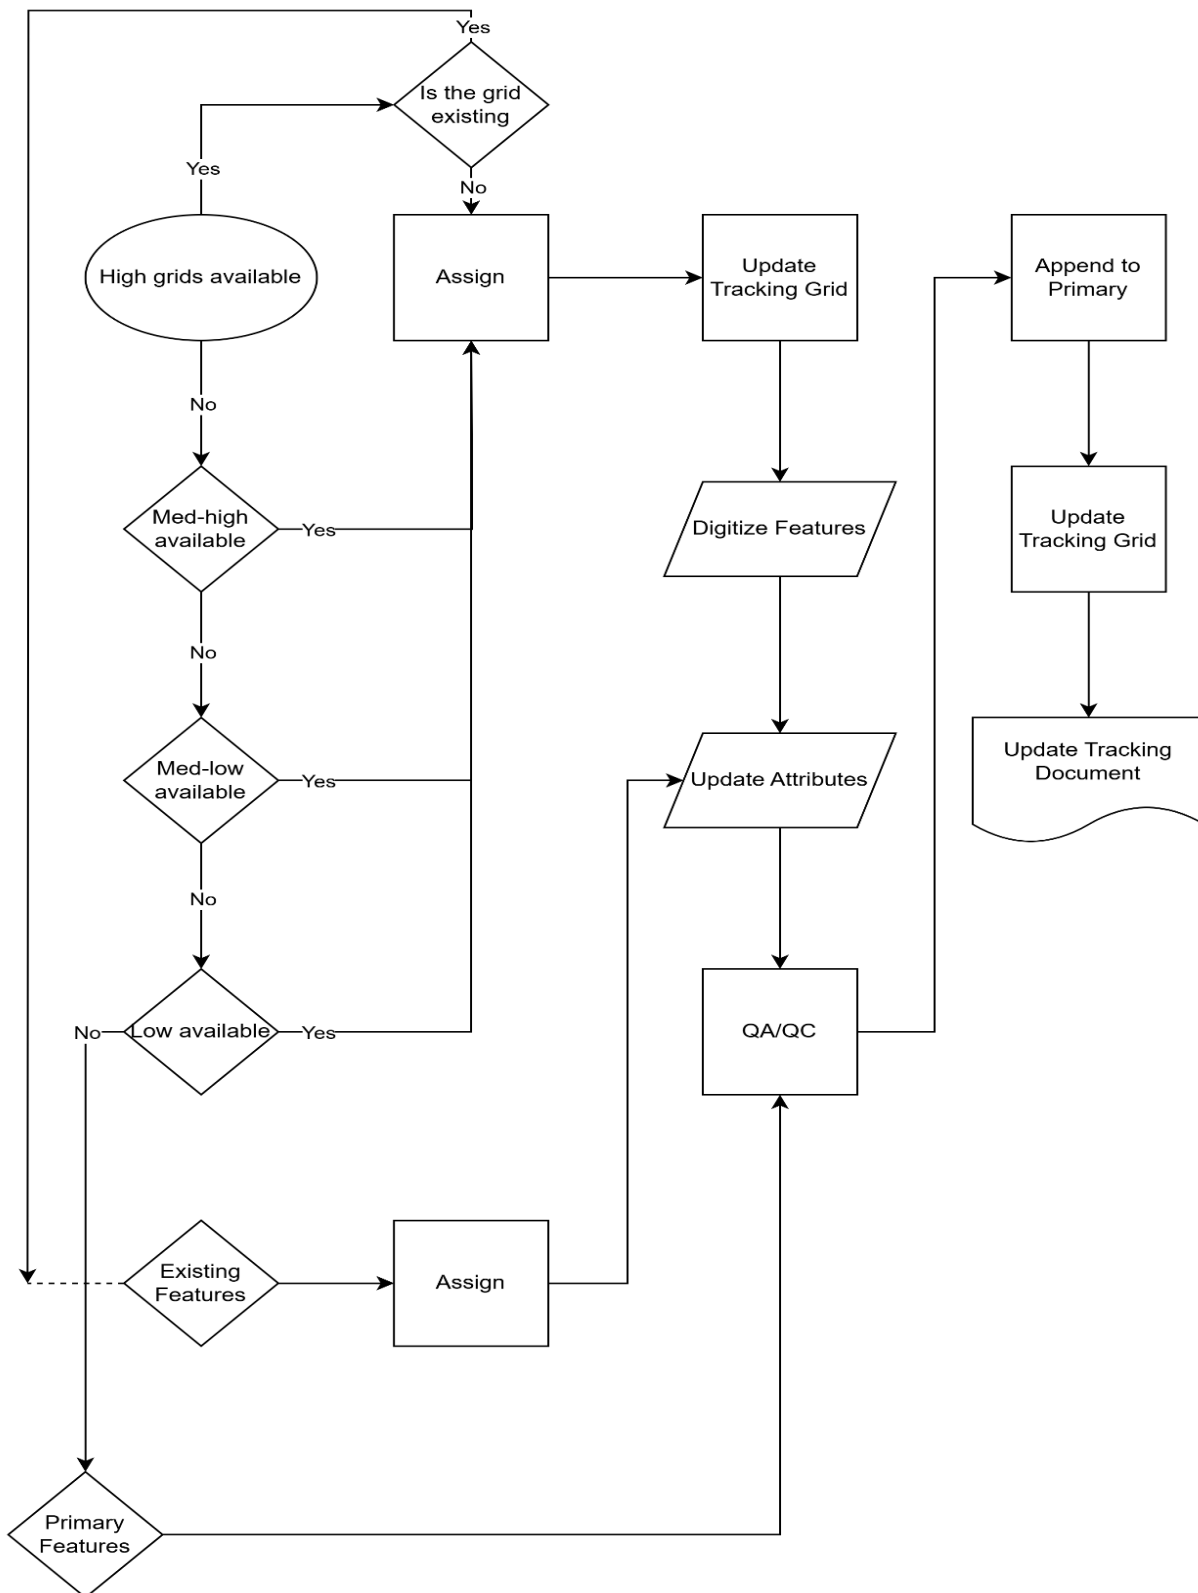 Yes
Is the grid
existing
Yes
No
High grids available
Assign
Update
Tracking Grid
Append to
Primary
No
Med-high
available
Yes
Digitize Features
Update
Tracking Grid
No
Med-low
available
Yes
Update Attributes
Update Tracking
Document
No
No
Low available
Yes
QA/QC
Existing
Features
Assign
Primary
Features